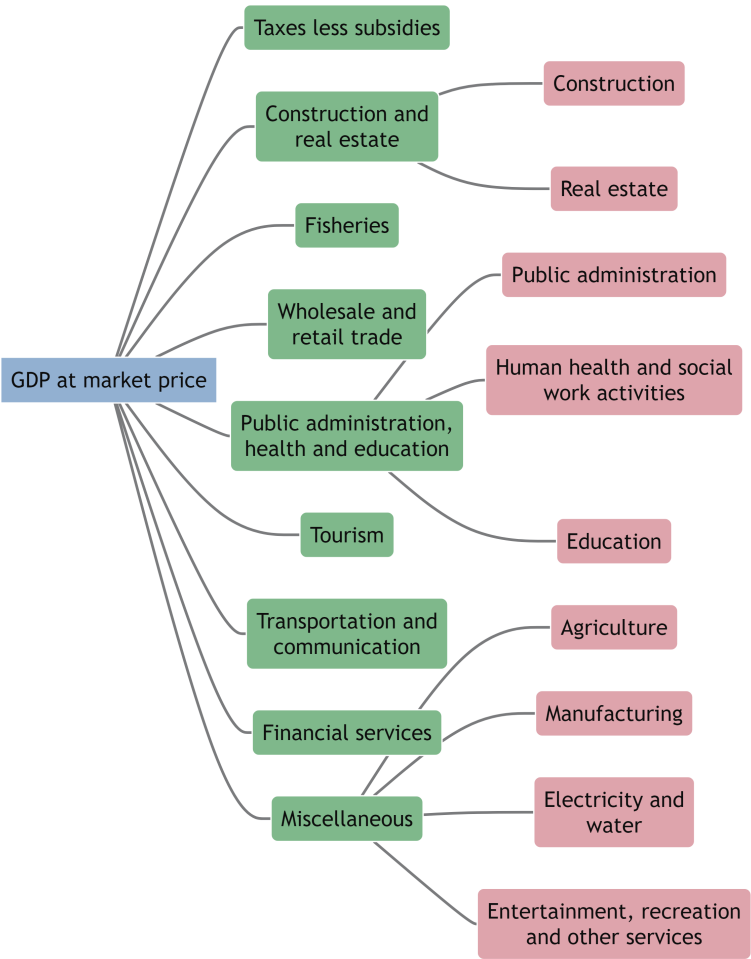 GDP at market price
Taxes less subsidies
Construction and
real estate
Construction
Real estate
Fisheries
Wholesale and
retail trade
Public administration,
health and education
Public administration
Human health and social
work activities
Education
Tourism
Transportation and
communication
Financial services
Miscellaneous
Agriculture
Manufacturing
Electricity and
water
Entertainment, recreation
and other services